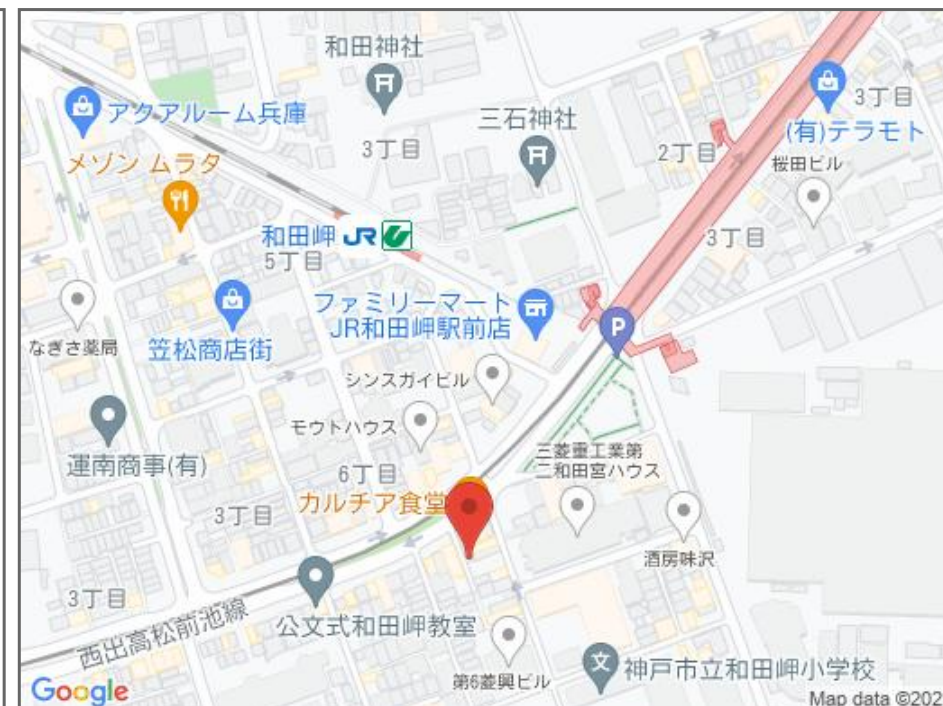 和田神社
アクアルーム兵庫
3丁目
三石神社
3丁目
(有)テラモト
メゾン ムラタ
2丁目
桜田ビル
和田岬 JR
5丁目
3丁目
ファミリーマート
JR和田岬駅前店
P
なぎさ薬局
笠松商店街
シンスガイビル
モウトハウス
運南商事(有)
6丁目
三菱重工業第
二和田宮ハウス
カルチア食堂
3丁目
酒房味沢
3丁目
西出高松前池線
公文式和田岬教室
第6菱興ビル
文
神戸市立和田岬小学校
Google
Map data ©202